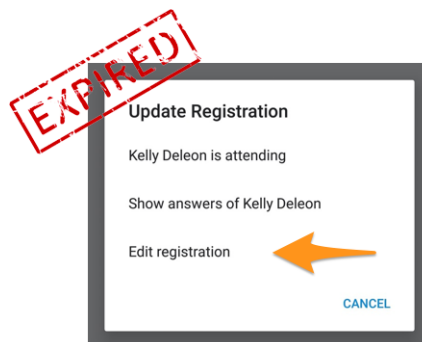 EXPIRED
Update Registration
Kelly Deleon is attending
Show answers of Kelly Deleon
Edit registration
CANCEL